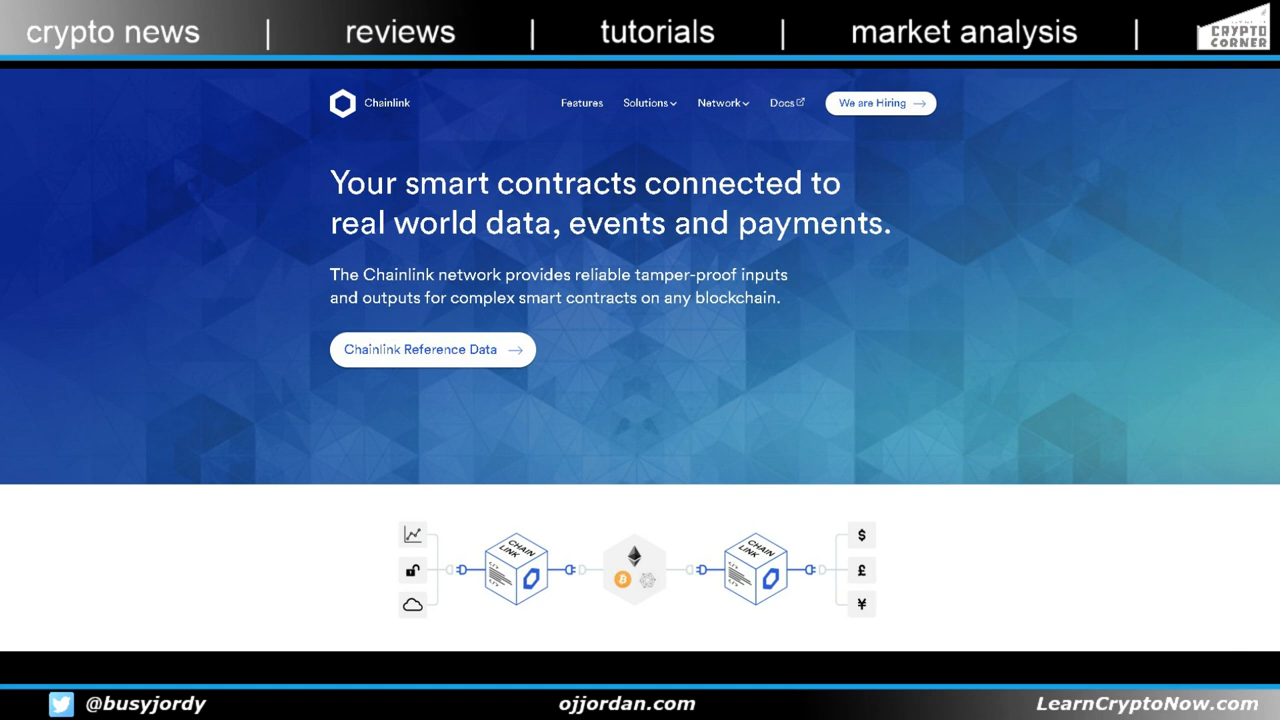 crypto news | reviews | tutorials | market analysis |
CRYPTO
CORNER
Chainlink Features Solutions Network Docs We are Hiring
Your smart contracts connected to
real world data, events and payments.
The Chainlink network provides reliable tamper-proof inputs
and outputs for complex smart contracts on any blockchain.
Chainlink Reference Data
CHAIN
LINK
CHAIN
LINK
$
£
¥
@busyjordy ojjordan.com LearnCryptoNow.com